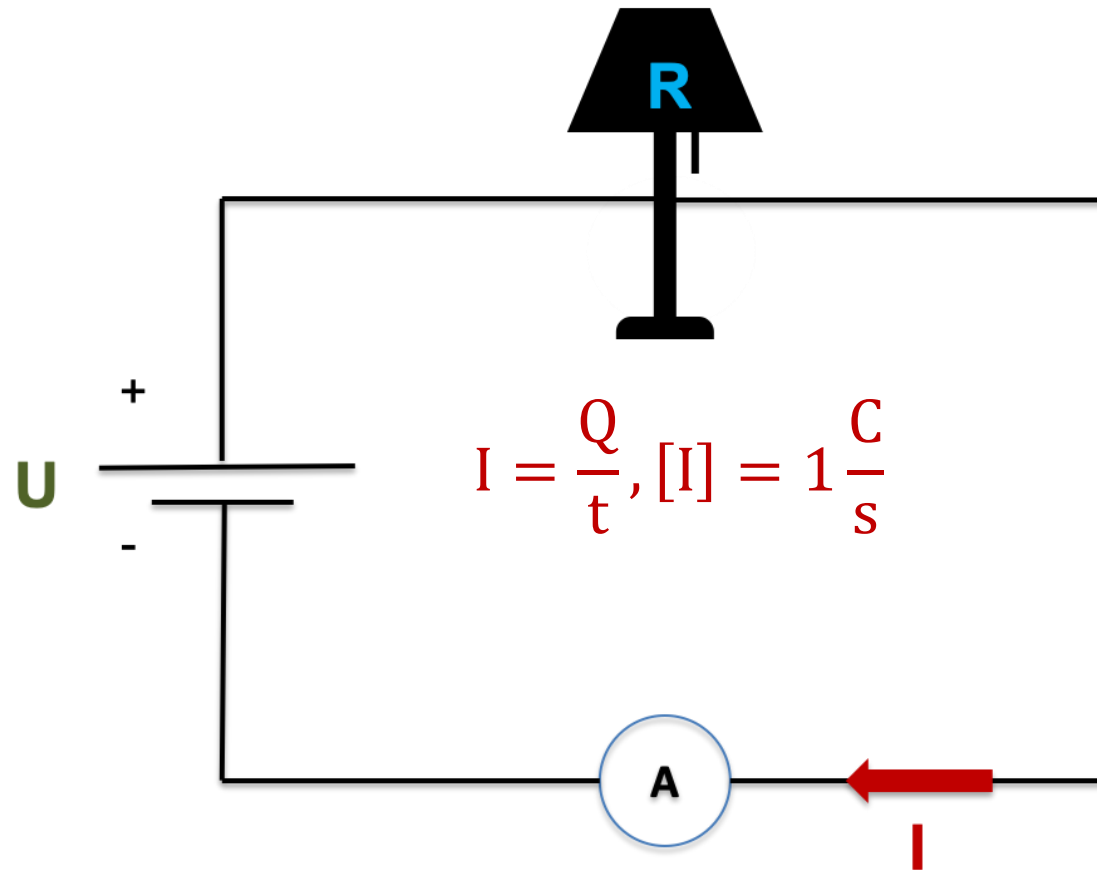 R
+
U
-
I = Q/t, [I] = 1 C/s
A
I